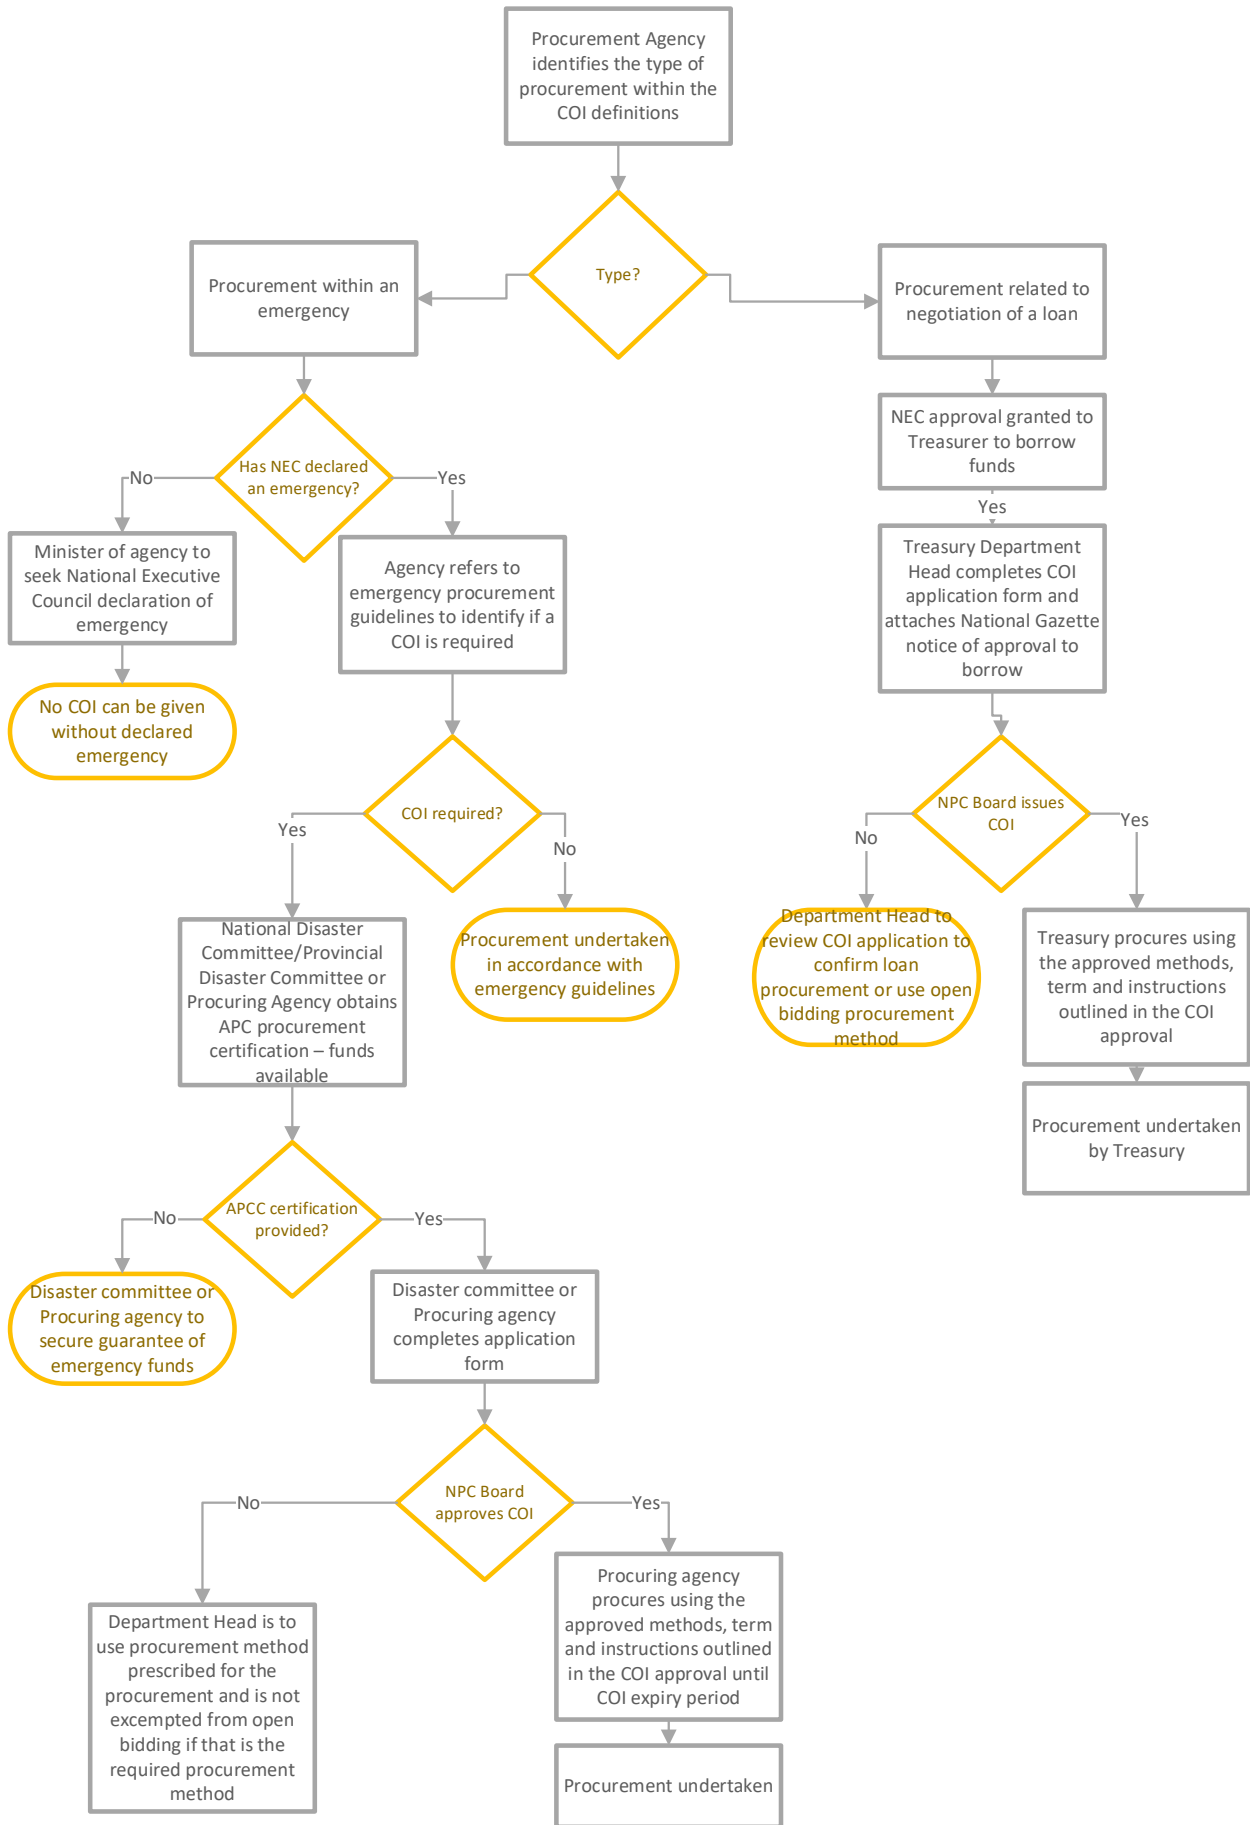 Procurement Agency
identifies the type of
procurement within the
COI definitions
Type?
Procurement within an
emergency
Procurement related to
negotiation of a loan
Has NEC declared
an emergency?
No
Yes
NEC approval granted to
Treasurer to borrow
funds
Yes
Minister of agency to
seek National Executive
Council declaration of
emergency
Agency refers to
emergency procurement
guidelines to identify if a
COI is required
Treasury Department
Head completes COI
application form and
attaches National Gazette
notice of approval to
borrow
No COI can be given
without declared
emergency
COI required?
Yes
No
NPC Board issues
COI
No
Yes
National Disaster
Committee/Provincial
Disaster Committee or
Procuring Agency obtains
APC procurement
certification – funds
available
Procurement undertaken
in accordance with
emergency guidelines
Department Head to
review COI application to
confirm loan
procurement or use open
bidding procurement
method
Treasury procures using
the approved methods,
term and instructions
outlined in the COI
approval
Procurement undertaken
by Treasury
APCC certification
provided?
No
Yes
Disaster committee or
Procuring agency to
secure guarantee of
emergency funds
Disaster committee or
Procuring agency
completes application
form
NPC Board
approves COI
No
Yes
Department Head is to
use procurement method
prescribed for the
procurement and is not
excempted from open
bidding if that is the
required procurement
method
Procuring agency
procures using the
approved methods, term
and instructions outlined
in the COI approval until
COI expiry period
Procurement undertaken